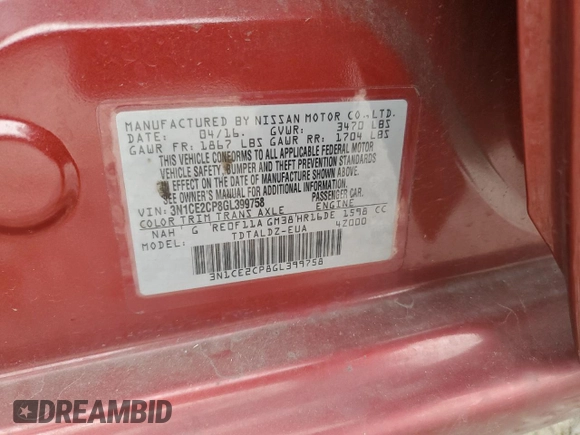 MANUFACTURED BY NISSAN MOTOR CO.,LTD.
DATE: 04/16. GVWR: 3470 LBS
GAWR FR: 1867 LBS GAWR RR: 1704 LBS
THIS VEHICLE CONFORMS TO ALL APPLICABLE FEDERAL MOTOR
VEHICLE SAFETY BUMPER AND THEFT PREVENTION STANDARDS
EFFECT ON THE DATE OF MANUFACTURE SHOWN ABOVE.
SEE OWNER'S MANUAL FOR ADDITIONAL INFORMATION.
VIN: 3N1CE2CP8GL399758 PASSENGER CAR.
COLOR TRIM TRANS AXLE ENGINE
NAH G RE0F11A GM38 HR16DE 1598 CC
MODEL: TDTALDZ-EUA 4Z000
3N1CE2CP8GL399758
DREAMBID